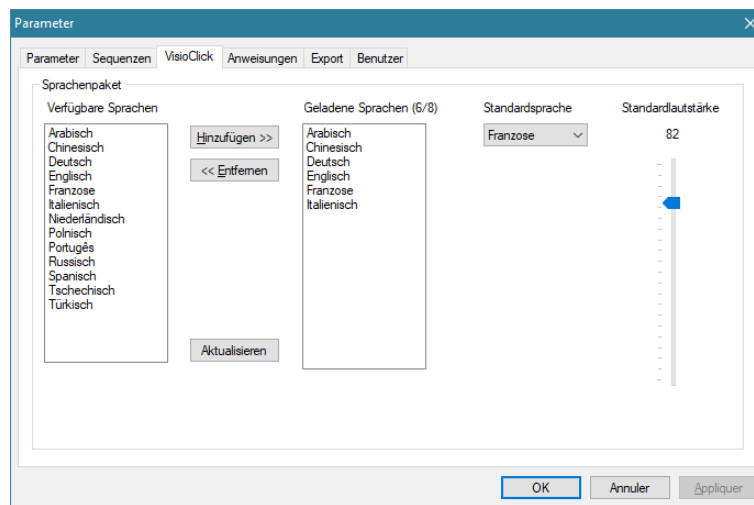 Parameter
Parameter Sequenzen VisioClick Anweisungen Export Benutzer
Sprachenpaket
Verfügbare Sprachen
Arabisch
Chinesisch
Deutsch
Englisch
Franzose
Italienisch
Niederländisch
Polnisch
Portugês
Russisch
Spanisch
Tschechisch
Türkisch
Hinzufügen >>
<< Entfernen
Aktualisieren
Geladene Sprachen (6/8)
Arabisch
Chinesisch
Deutsch
Englisch
Franzose
Italienisch
Standardsprache
Franzose
Standardlautstärke
82
OK Annuler Appliquer